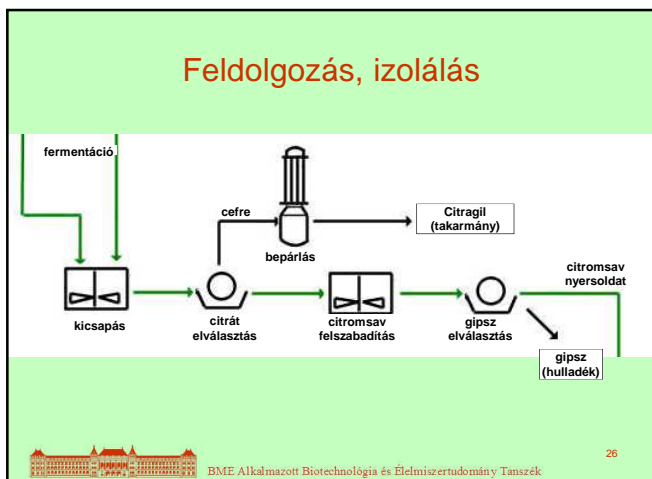 Feldolgozás, izolálás
fermentáció
cefre
bepárlás
Citragil
(takarmány)
kicsapás
citrát
elválasztás
citromsav
felszabadítás
gipsz
elválasztás
citromsav
nyersoldat
gipsz
(hulladék)
26
BME Alkalmazott Biotechnológia és Élelmiszertudomány Tanszék